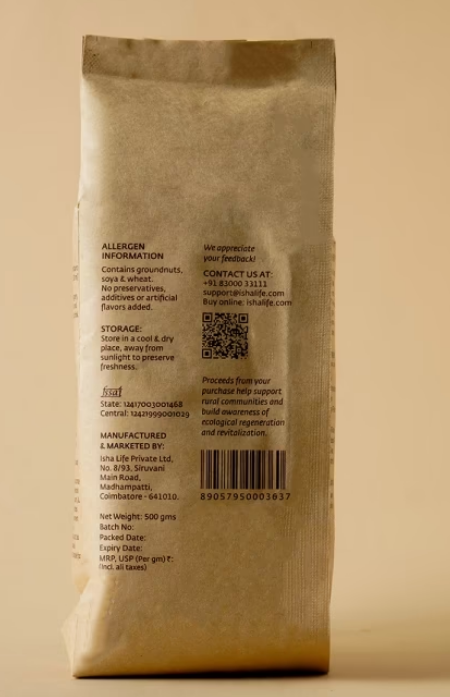 ALLERGEN
INFORMATION
Contains groundnuts,
soya & wheat.
No preservatives,
additives or artificial
flavors added.
STORAGE:
Store in a cool & dry
place, away from
sunlight to preserve
freshness.
fssai
State: 12417003001468
Central: 12421999001029
MANUFACTURED
& MARKETED BY:
Isha Life Private Ltd,
No. 8/93, Siruvani
Main Road,
Madhampatti,
Coimbatore - 641010.
Net Weight: 500 gms
Batch No:
Packed Date:
Expiry Date:
MRP, USP (Per gm) ₹:
(Incl. all taxes)
We appreciate
your feedback!
CONTACT US AT:
+91 83000 33111
support@ishalife.com
Buy online: ishalife.com
Proceeds from your
purchase help support
rural communities and
build awareness of
ecological regeneration
and revitalization.
89057950003637